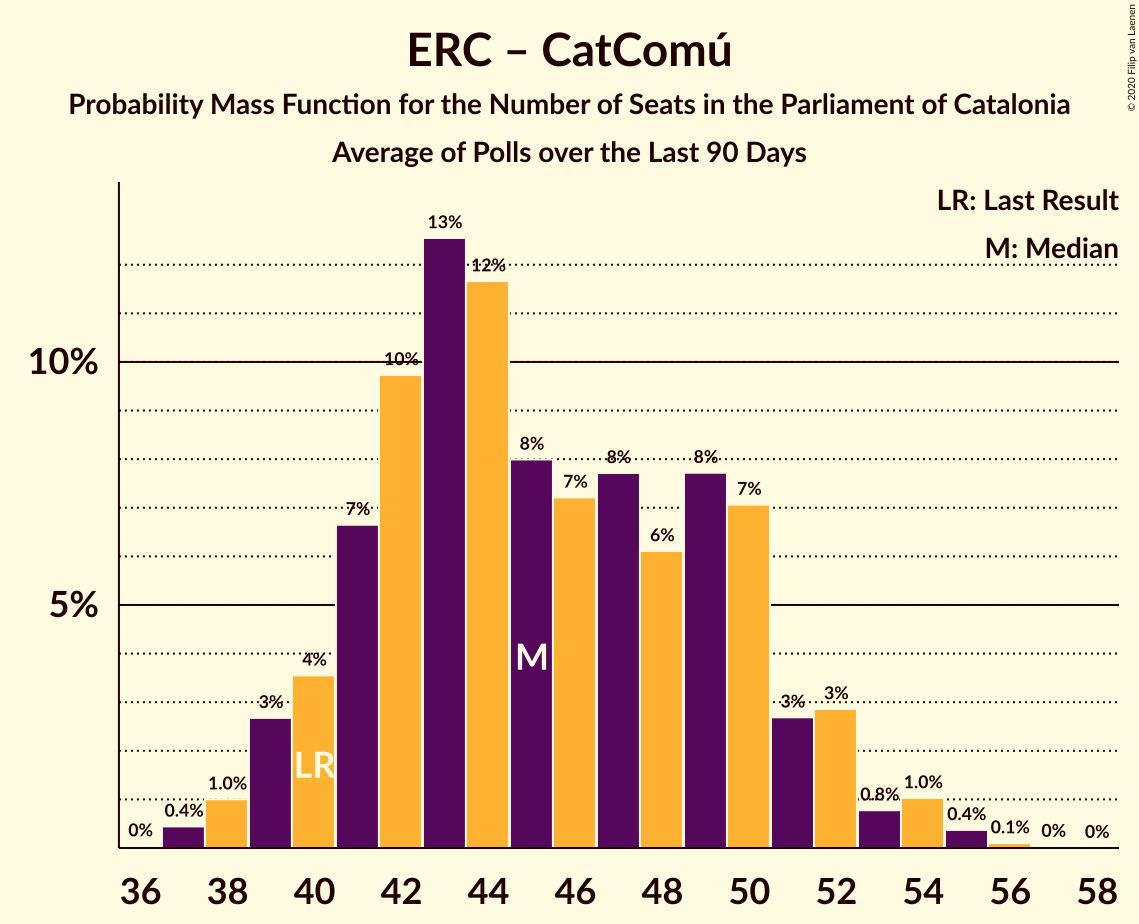 © 2020 Filip van Laenen
ERC – CatComú
Probability Mass Function for the Number of Seats in the Parliament of Catalonia
Average of Polls over the Last 90 Days
LR: Last Result
M: Median
10%
5%
0%
0.4%
1.0%
3%
4%
7%
10%
13%
12%
8%
7%
8%
6%
8%
7%
3%
3%
0.8%
1.0%
0.4%
0.1%
0%
0%
LR
M
36 38 40 42 44 46 48 50 52 54 56 58